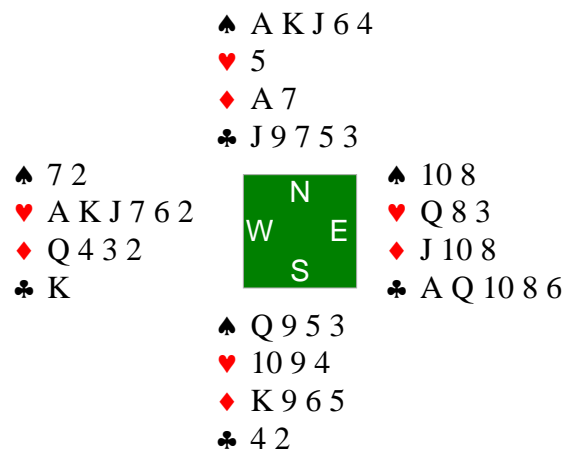 ♠ A K J 6 4
♥ 5
♦ A 7
♣ J 9 7 5 3
♠ 7 2
♥ A K J 7 6 2
♦ Q 4 3 2
♣ K
N
W E
S
♠ 10 8
♥ Q 8 3
♦ J 10 8
♣ A Q 10 8 6
♠ Q 9 5 3
♥ 10 9 4
♦ K 9 6 5
♣ 4 2